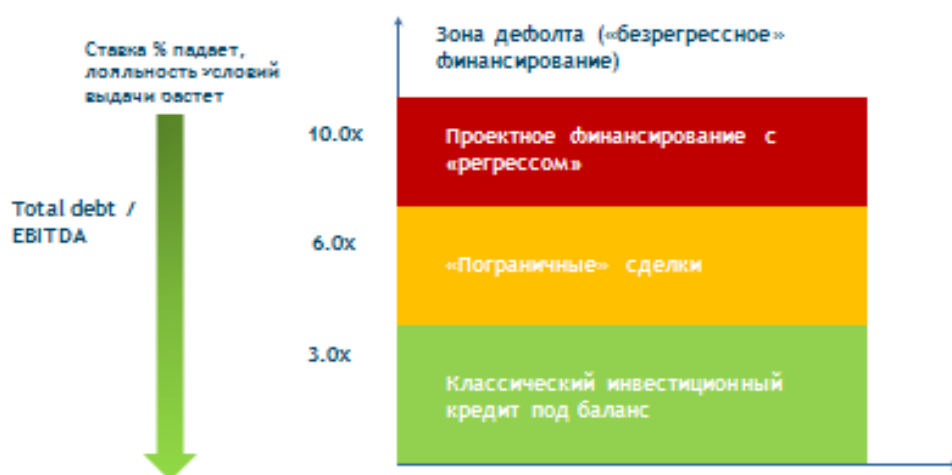 Ставка % падает,
лояльность условий
выдачи растет
Total debt /
EBITDA
Зона дефолта («безрегрессное»
финансирование)
10.0x
Проектное финансирование с
«регрессом»
6.0x
«Пограничные» сделки
3.0x
Классический инвестиционный
кредит под баланс